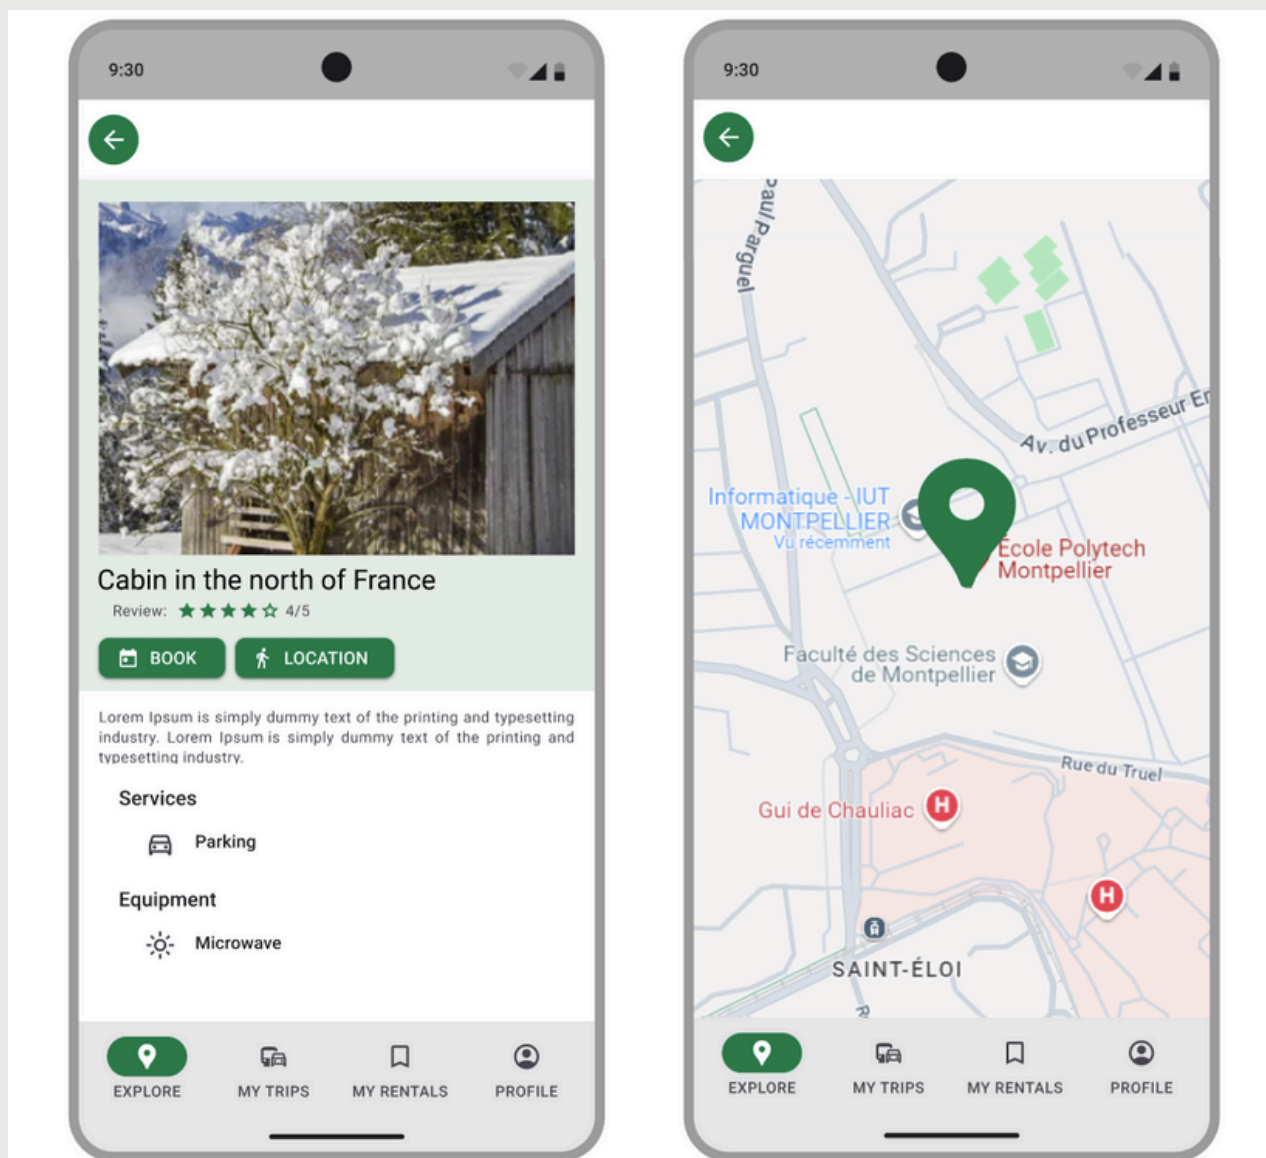 9:30
Cabin in the north of France
Review: 4/5
BOOK
LOCATION
Lorem Ipsum is simply dummy text of the printing and typesetting
industry. Lorem Ipsum is simply dummy text of the printing and
typesetting industry.
Services
Parking
Equipment
Microwave
EXPLORE
MY TRIPS
MY RENTALS
PROFILE
9:30
Paul Parguel
Av. du Professeur
Informatique - IUT
MONTPELLIER
Vu récemment
Ecole Polytech
Montpellier
Faculté des Sciences
de Montpellier
Rue du Truel
Gui de Chauliac
H
H
SAINT-ÉLOI
EXPLORE
MY TRIPS
MY RENTALS
PROFILE